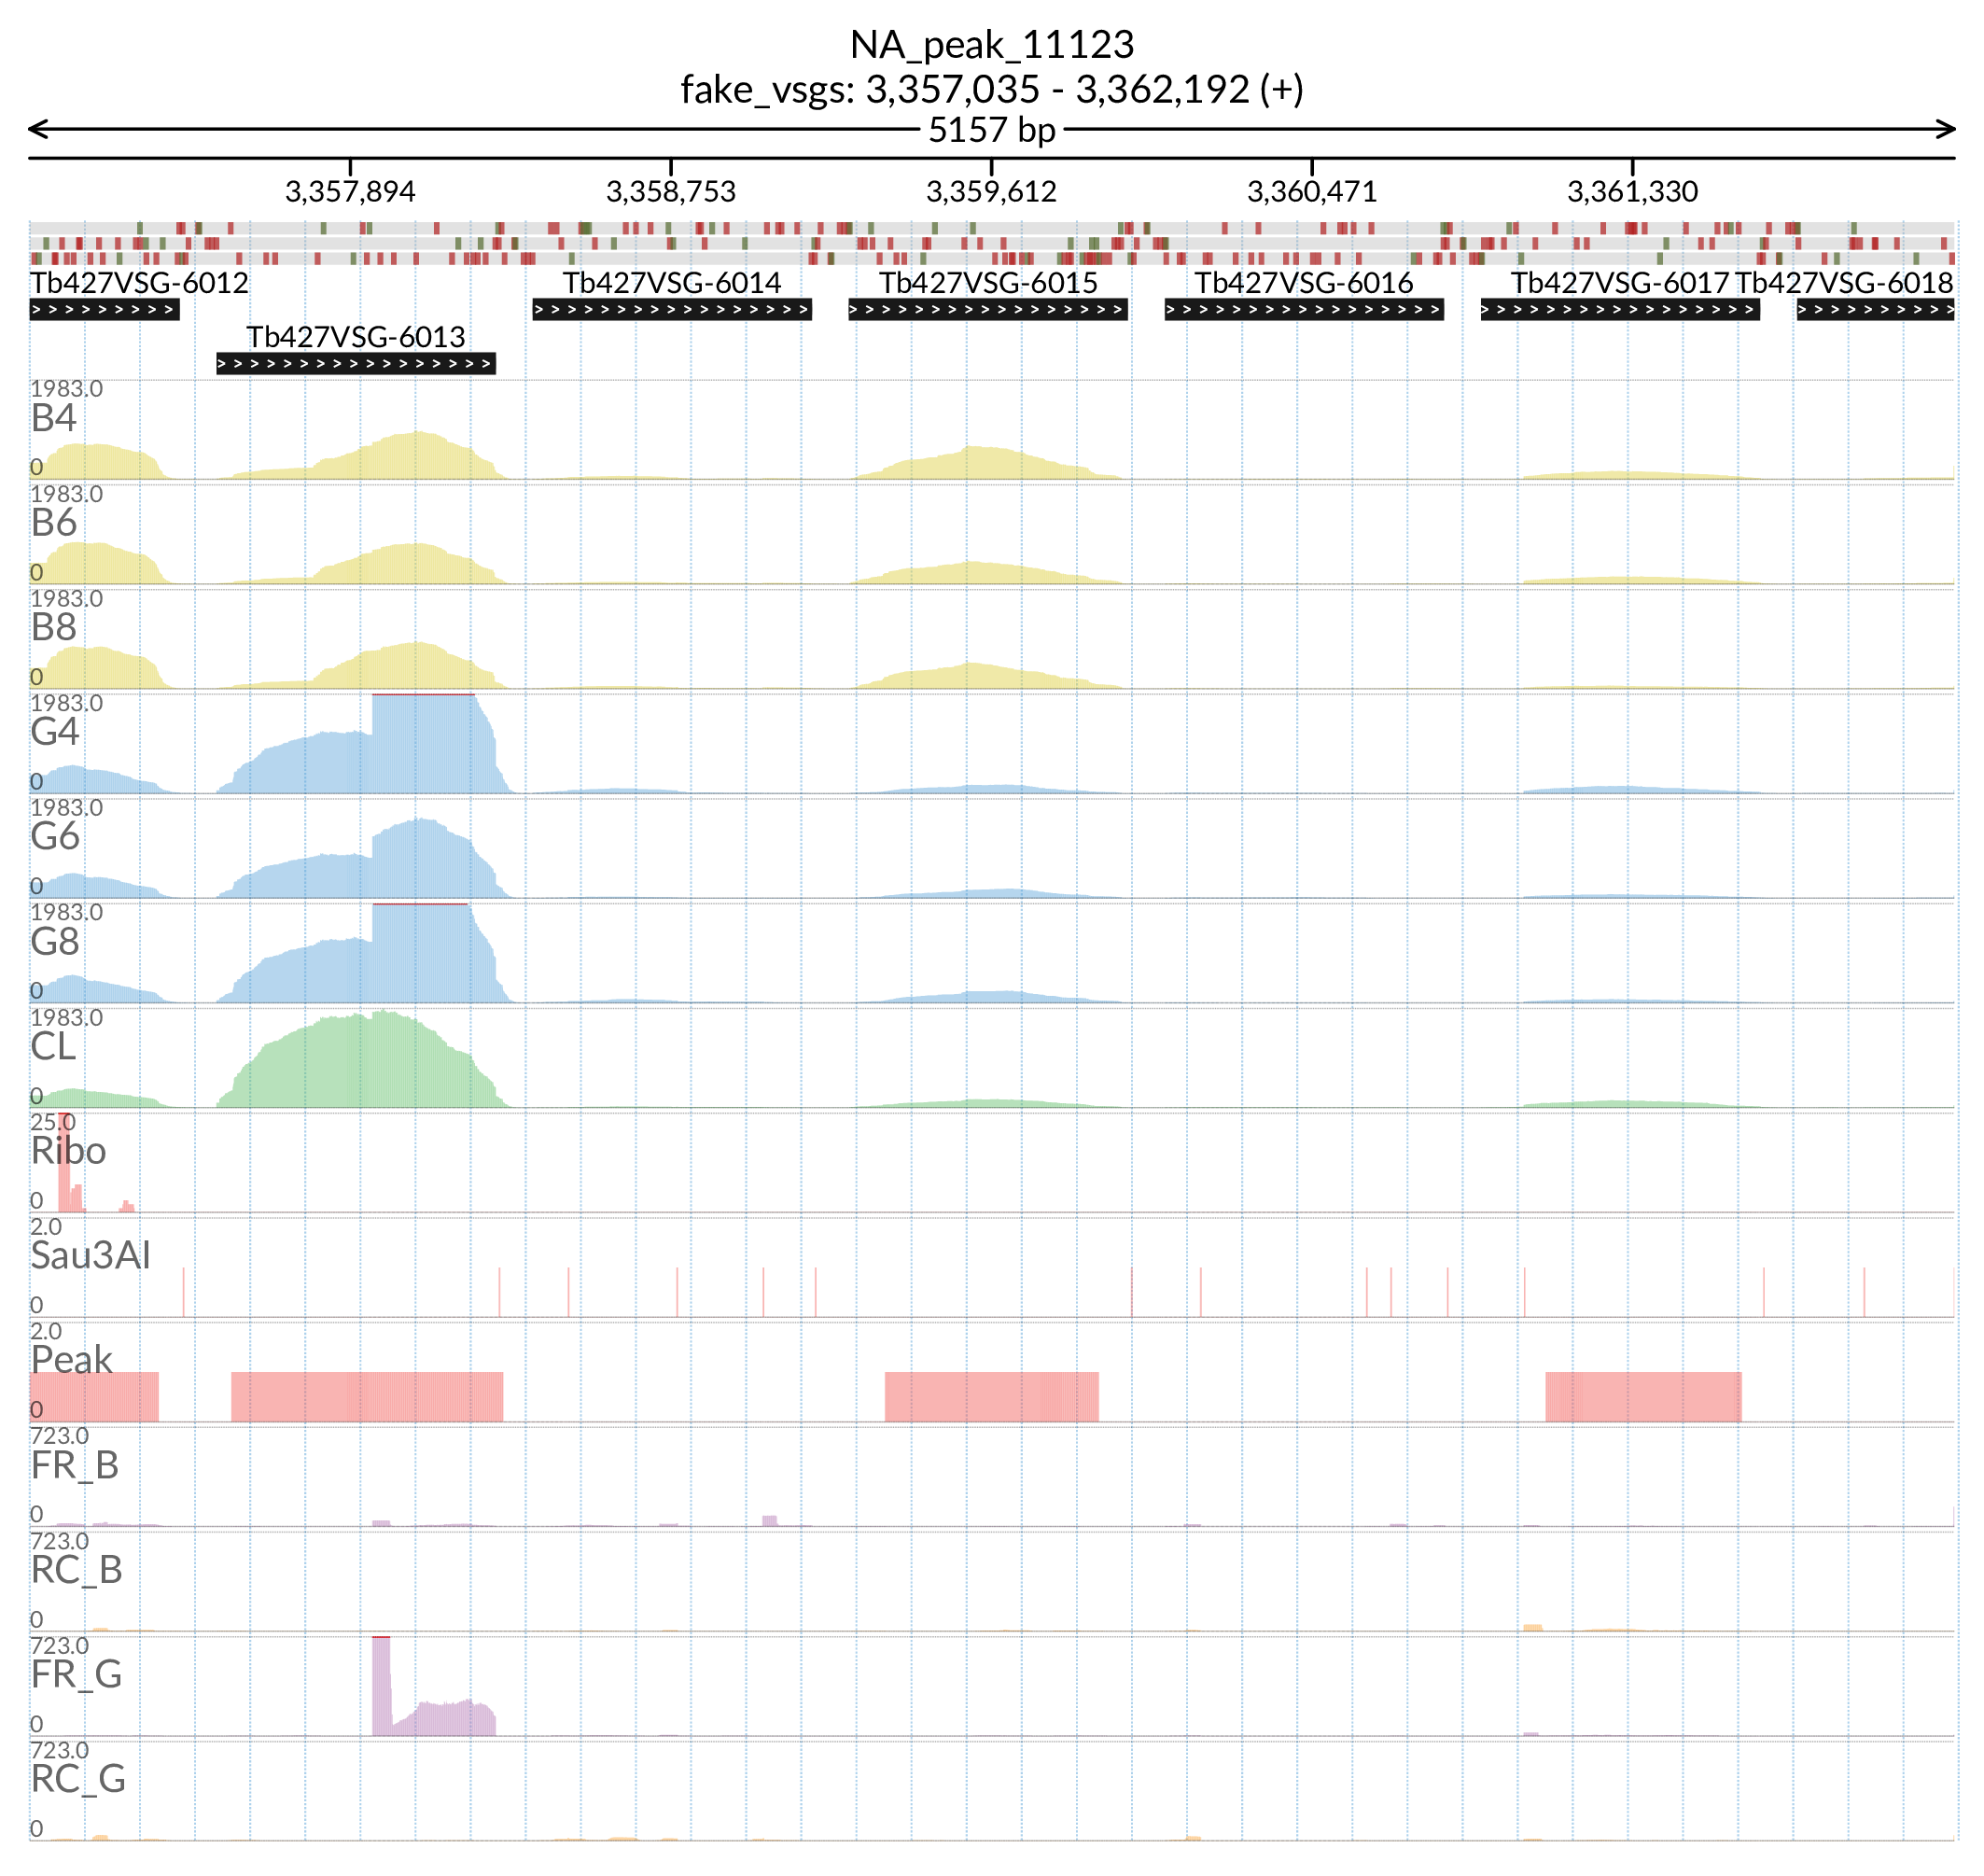 NA_peak_11123
fake_vsgs: 3,357,035 - 3,362,192 (+)
5157 bp
3,357,894 3,358,753 3,359,612 3,360,471 3,361,330
Tb427VSG-6012 Tb427VSG-6014 Tb427VSG-6015 Tb427VSG-6016 Tb427VSG-6017 Tb427VSG-6018
Tb427VSG-6013
1983.0
B4
0
1983.0
B6
0
1983.0
B8
0
1983.0
G4
0
1983.0
G6
0
1983.0
G8
0
1983.0
CL
0
25.0
Ribo
0
2.0
Sau3AI
0
2.0
Peak
0
723.0
FR_B
0
723.0
RC_B
0
723.0
FR_G
0
723.0
RC_G
0